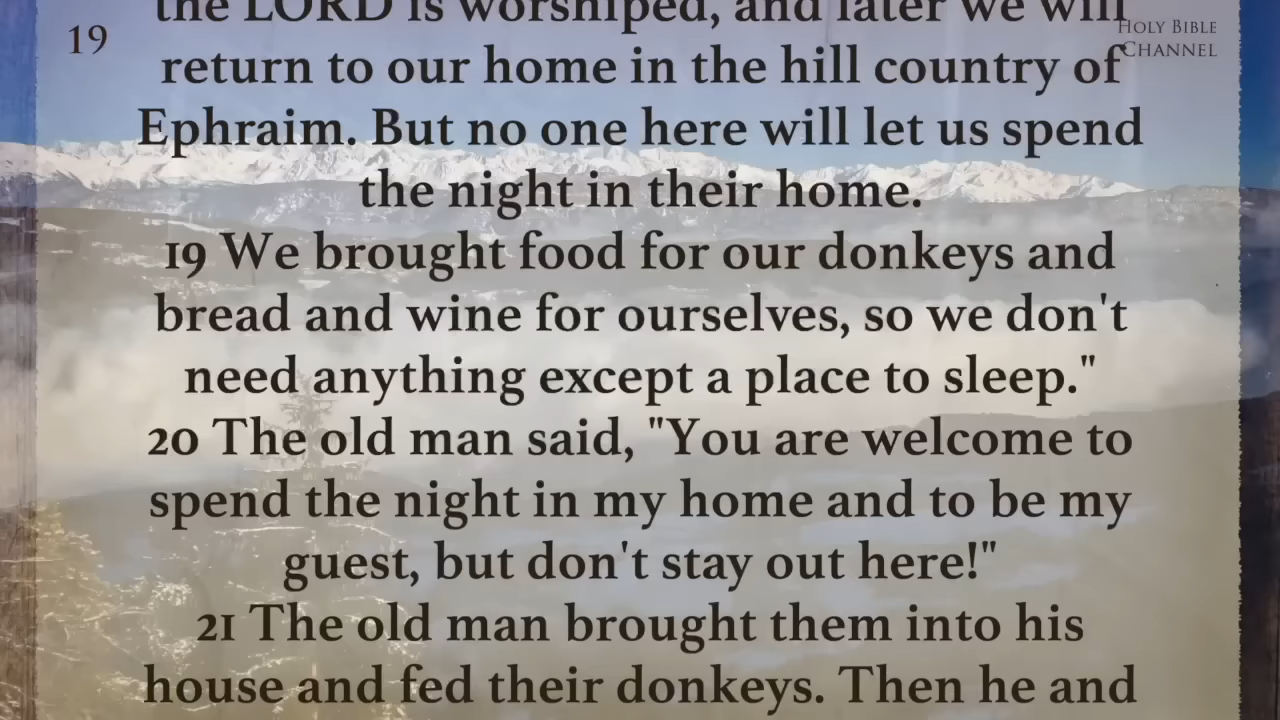 the LORD is worshiped, and later we will
19
HOLY BIBLE
CHANNEL
return to our home in the hill country of
Ephraim. But no one here will let us spend
the night in their home.
19 We brought food for our donkeys and
bread and wine for ourselves, so we don't
need anything except a place to sleep."
20 The old man said, "You are welcome to
spend the night in my home and to be my
guest, but don't stay out here!"
21 The old man brought them into his
house and fed their donkeys. Then he and